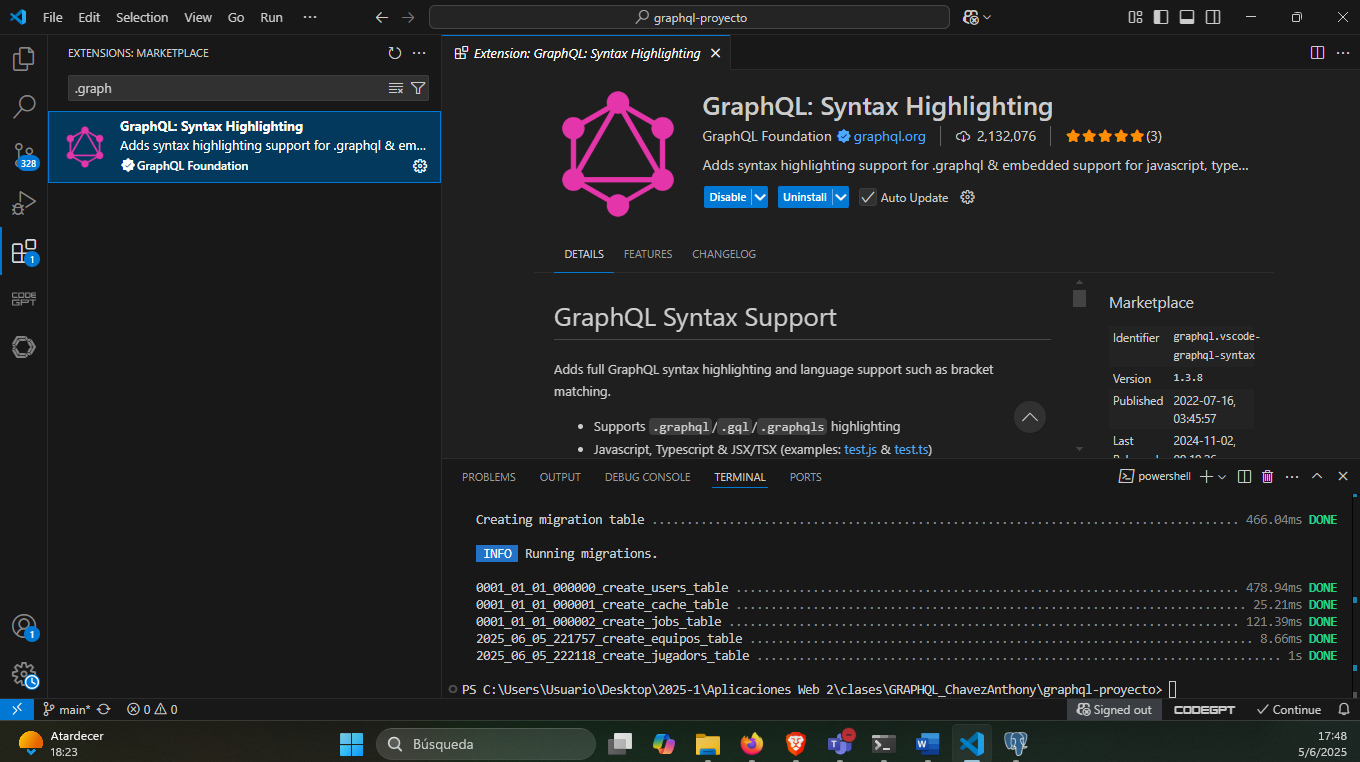 File Edit Selection View Go Run ···
graphql-proyecto
EXTENSIONS: MARKETPLACE
.graph
GraphQL: Syntax Highlighting
Adds syntax highlighting support for .graphql & em...
GraphQL Foundation
328
1
CODE
GPT
1
Extension: GraphQL: Syntax Highlighting
GraphQL: Syntax Highlighting
GraphQL Foundation graphql.org 2,132,076 (3)
Adds syntax highlighting support for .graphql & embedded support for javascript, type...
Disable Uninstall Auto Update
DETAILS FEATURES CHANGELOG
GraphQL Syntax Support
Adds full GraphQL syntax highlighting and language support such as bracket
matching.
• Supports .graphql/.gql/.graphqls highlighting
• Javascript, Typescript & JSX/TSX (examples: test.js & test.ts)
Marketplace
Identifier graphql.vscode-
graphql-syntax
Version 1.3.8
Published 2022-07-16,
03:45:57
Last 2024-11-02,
PROBLEMS OUTPUT DEBUG CONSOLE TERMINAL PORTS
powershell
Creating migration table ........................................ 466.04ms DONE
INFO Running migrations.
0001_01_01_000000_create_users_table ........................................ 478.94ms DONE
0001_01_01_000001_create_cache_table ........................................ 25.21ms DONE
0001_01_01_000002_create_jobs_table ........................................ 121.39ms DONE
2025_06_05_221757_create_equipos_table ........................................ 8.66ms DONE
2025_06_05_222118_create_jugadors_table ........................................ 1s DONE
PS C:\Users\Usuario\Desktop\2025-1\Aplicaciones Web 2\clases\GRAPHQL_ChavezAnthony\graphql-proyecto>
main* 0 0
Signed out CODEGPT Continue
Atardecer
18:23
Búsqueda
17:48
5/6/2025